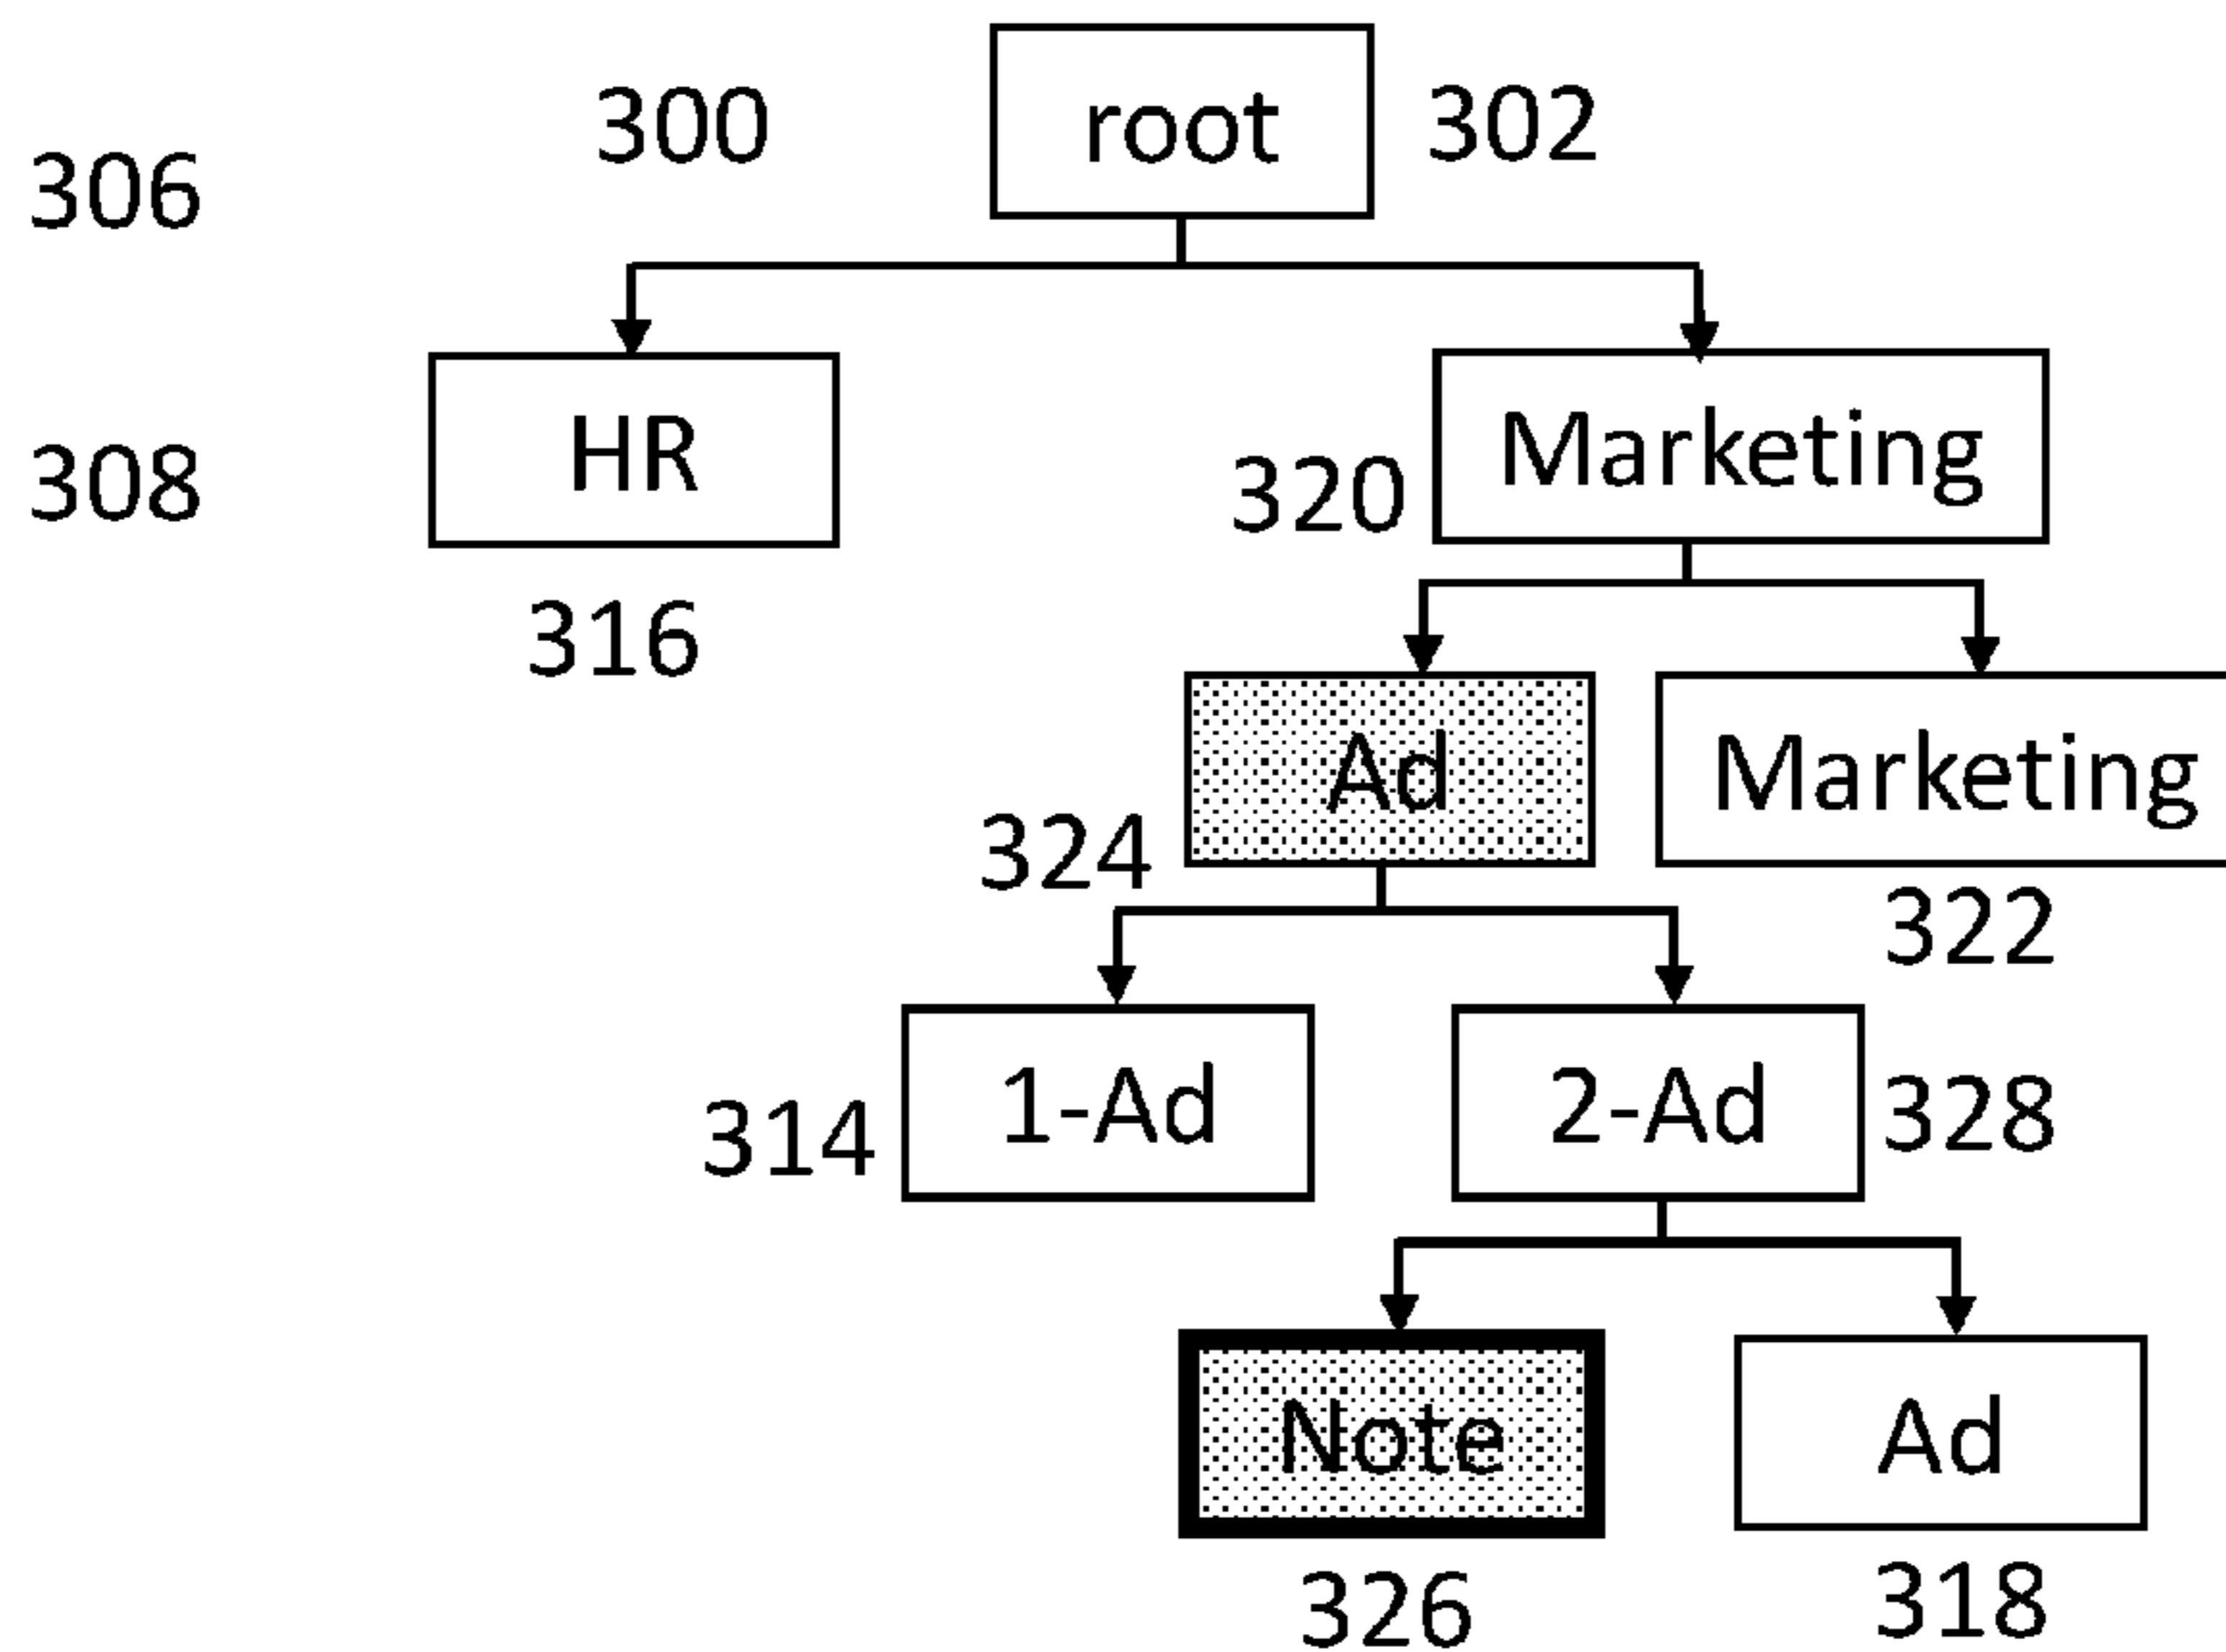 300
root
302
306
HR
Marketing
308
320
316
Ad
Marketing
324
322
1-Ad
2-Ad
314
328
Note
Ad
326
318